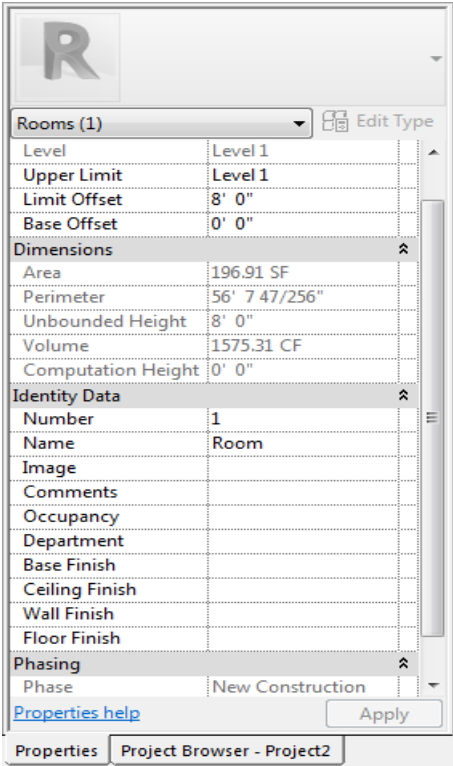 R
Rooms (1) Edit Type
Level Level 1
Upper Limit Level 1
Limit Offset 8' 0"
Base Offset 0' 0"
Dimensions
Area 196.91 SF
Perimeter 56' 7 47/256"
Unbounded Height 8' 0"
Volume 1575.31 CF
Computation Height 0' 0"
Identity Data
Number 1
Name Room
Image
Comments
Occupancy
Department
Base Finish
Ceiling Finish
Wall Finish
Floor Finish
Phasing
Phase New Construction
Properties help Apply
Properties Project Browser - Project2